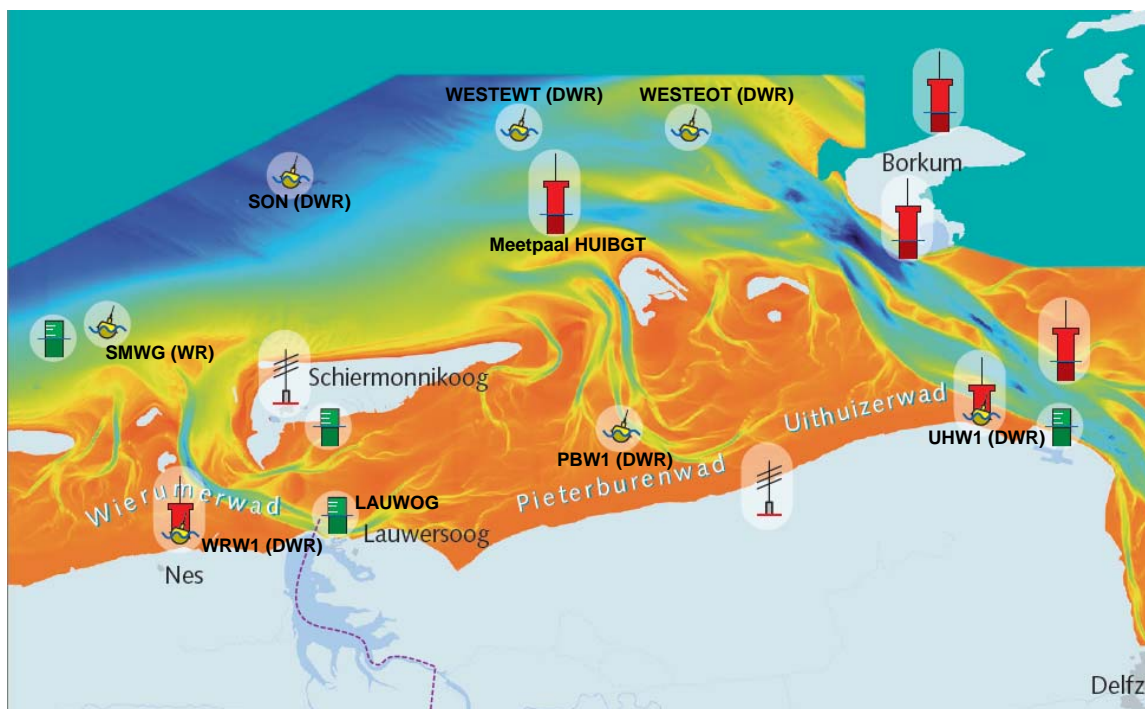 WESTEWT (DWR)
WESTEOT (DWR)
Borkum
SON (DWR)
Meetpaal HUIBGT
SMWG (WR)
Schiermonnikoog
Uithuizerwad
UHW1 (DWR)
PBW1 (DWR)
Pieterburenwad
Wierumerwad
LAUWOG
Lauwersoog
WRW1 (DWR)
Nes
Delfz